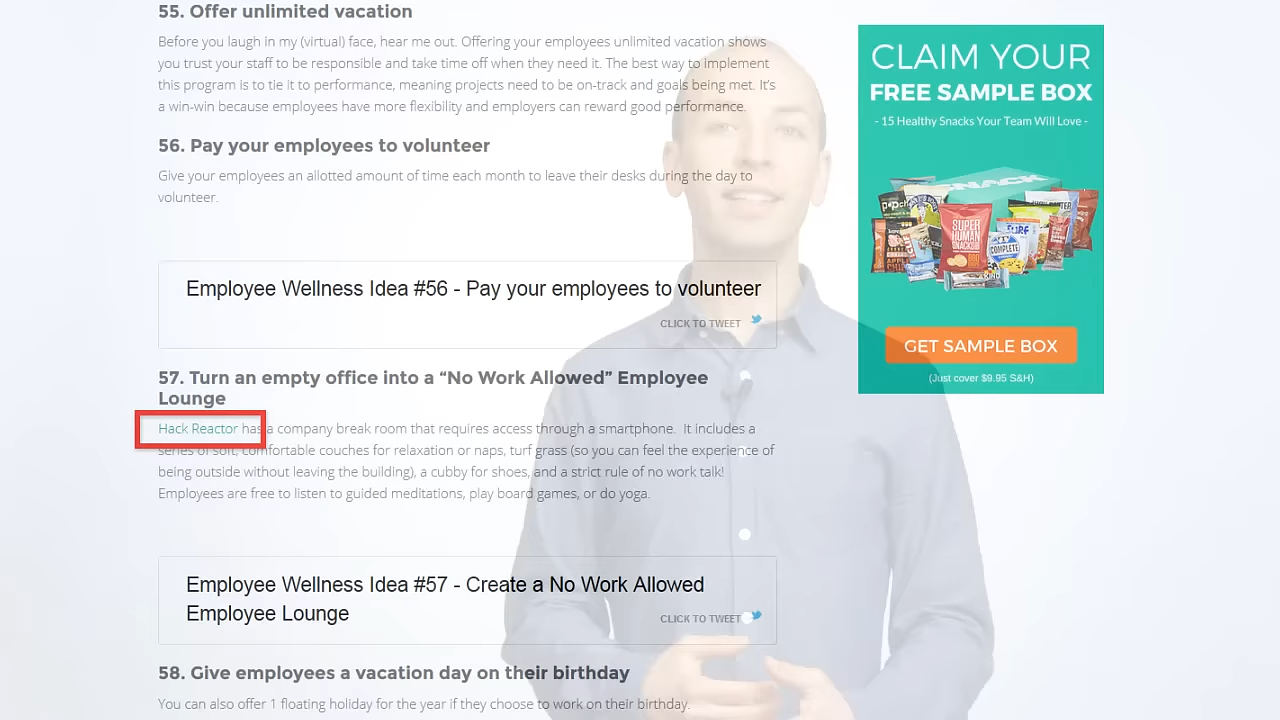 55. Offer unlimited vacation
Before you laugh in my (virtual) face, hear me out. Offering your employees unlimited vacation shows
you trust your staff to be responsible and take time off when they need it. The best way to implement
this program is to tie it to performance, meaning projects need to be on-track and goals being met. It's
a win-win because employees have more flexibility and employers can reward good performance.
56. Pay your employees to volunteer
Give your employees an allotted amount of time each month to leave their desks during the day to
volunteer.
Employee Wellness Idea #56 - Pay your employees to volunteer
CLICK TO TWEET
57. Turn an empty office into a “No Work Allowed” Employee
Lounge
Hack Reactor has a company break room that requires access through a smartphone. It includes a
series of soft, comfortable couches for relaxation or naps, turf grass (so you can feel the experience of
being outside without leaving the building), a cubby for shoes, and a strict rule of no work talk!
Employees are free to listen to guided meditations, play board games, or do yoga.
Employee Wellness Idea #57 - Create a No Work Allowed
Employee Lounge
CLICK TO TWEET
58. Give employees a vacation day on their birthday
You can also offer 1 floating holiday for the year if they choose to work on their birthday.
CLAIM YOUR
FREE SAMPLE BOX
- 15 Healthy Snacks Your Team Will Love -
SNACK
SUPER
HUMAN
SNACKS
COMPLETE
GET SAMPLE BOX
(Just cover $9.95 S&H)